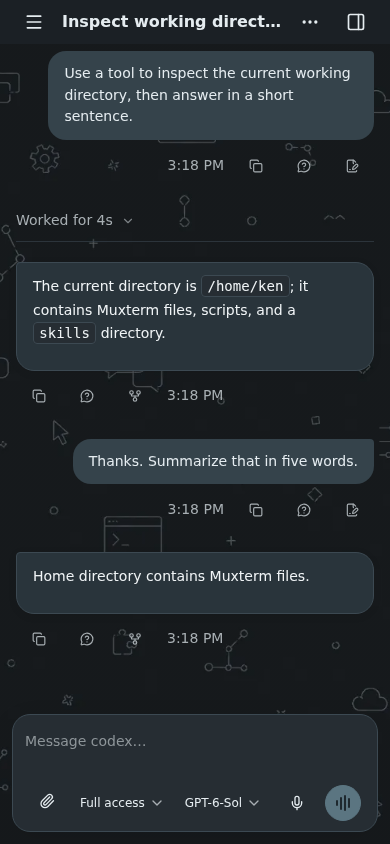 Inspect working direct...
Use a tool to inspect the current working
directory, then answer in a short
sentence.
3:18 PM
Worked for 4s
The current directory is /home/ken; it
contains Muxterm files, scripts, and a
skills directory.
3:18 PM
Thanks. Summarize that in five words.
3:18 PM
Home directory contains Muxterm files.
3:18 PM
Message codex...
Full access
GPT-6-Sol